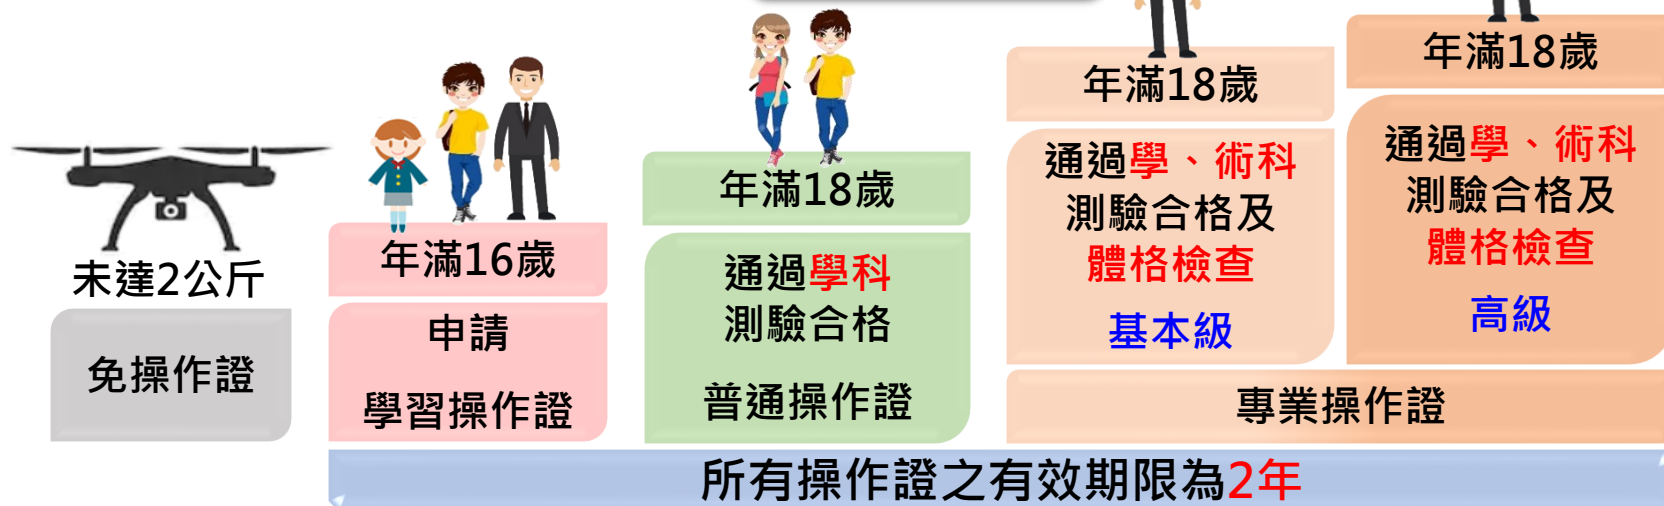 未達2公斤
免操作證
年滿16歲
申請
學習操作證
年滿18歲
通過學科
測驗合格
普通操作證
年滿18歲
通過學、術科
測驗合格及
體格檢查
基本級
年滿18歲
通過學、術科
測驗合格及
體格檢查
高級
專業操作證
所有操作證之有效期限為2年